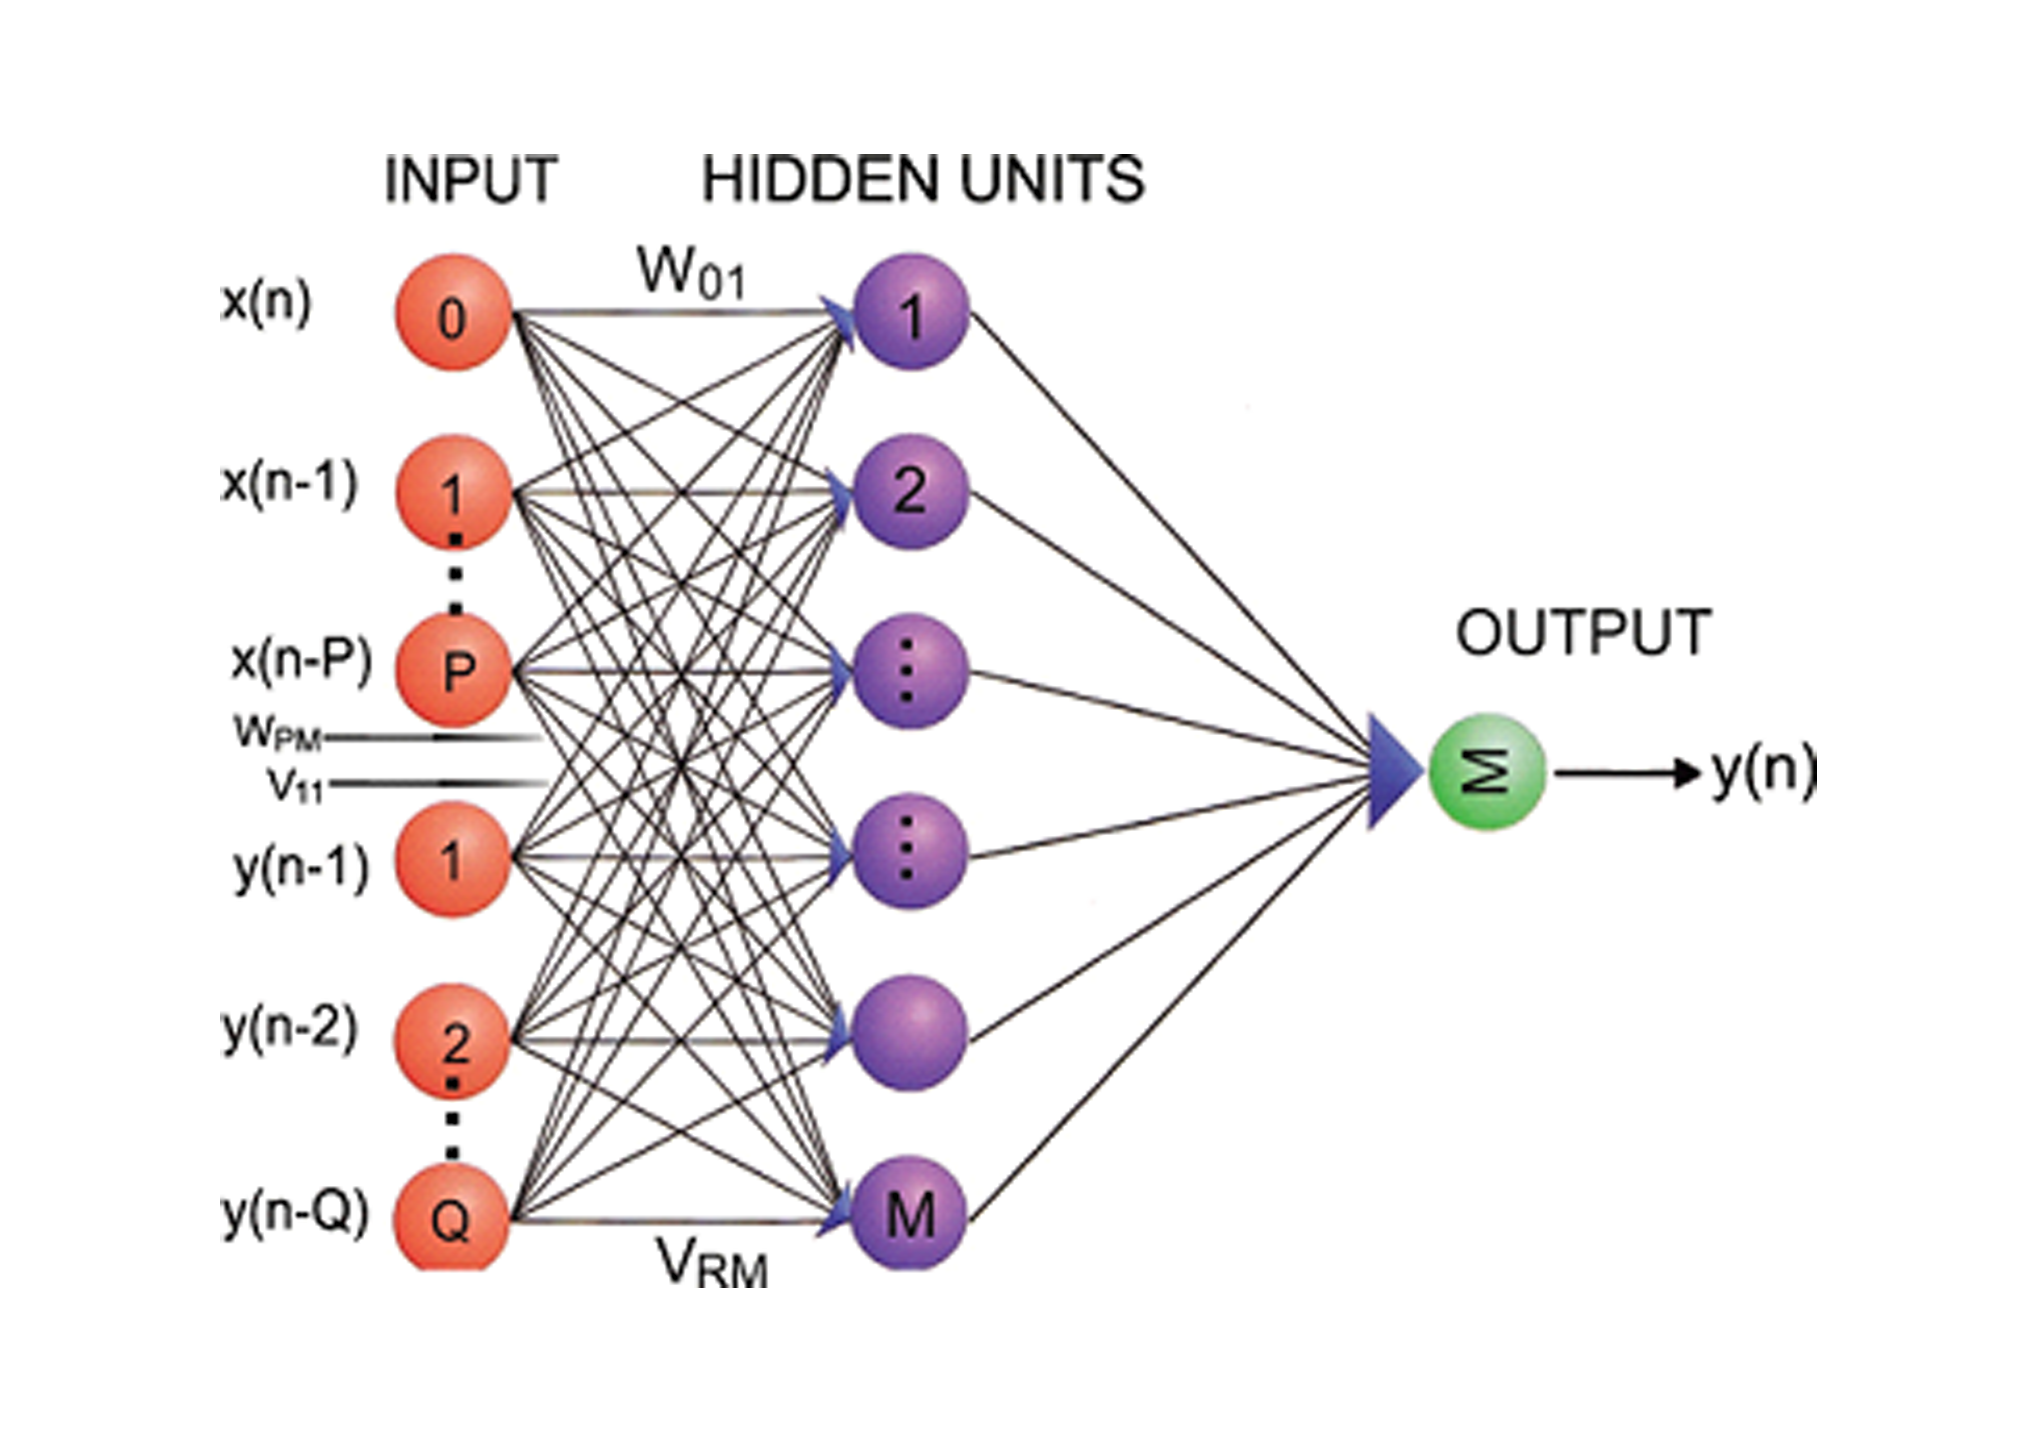 INPUT HIDDEN UNITS
x(n) 0 W01 1
x(n-1) 1 2
x(n-P) P
OUTPUT
WPM
V11
Σ y(n)
y(n-1) 1
y(n-2) 2
y(n-Q) Q M
VRM